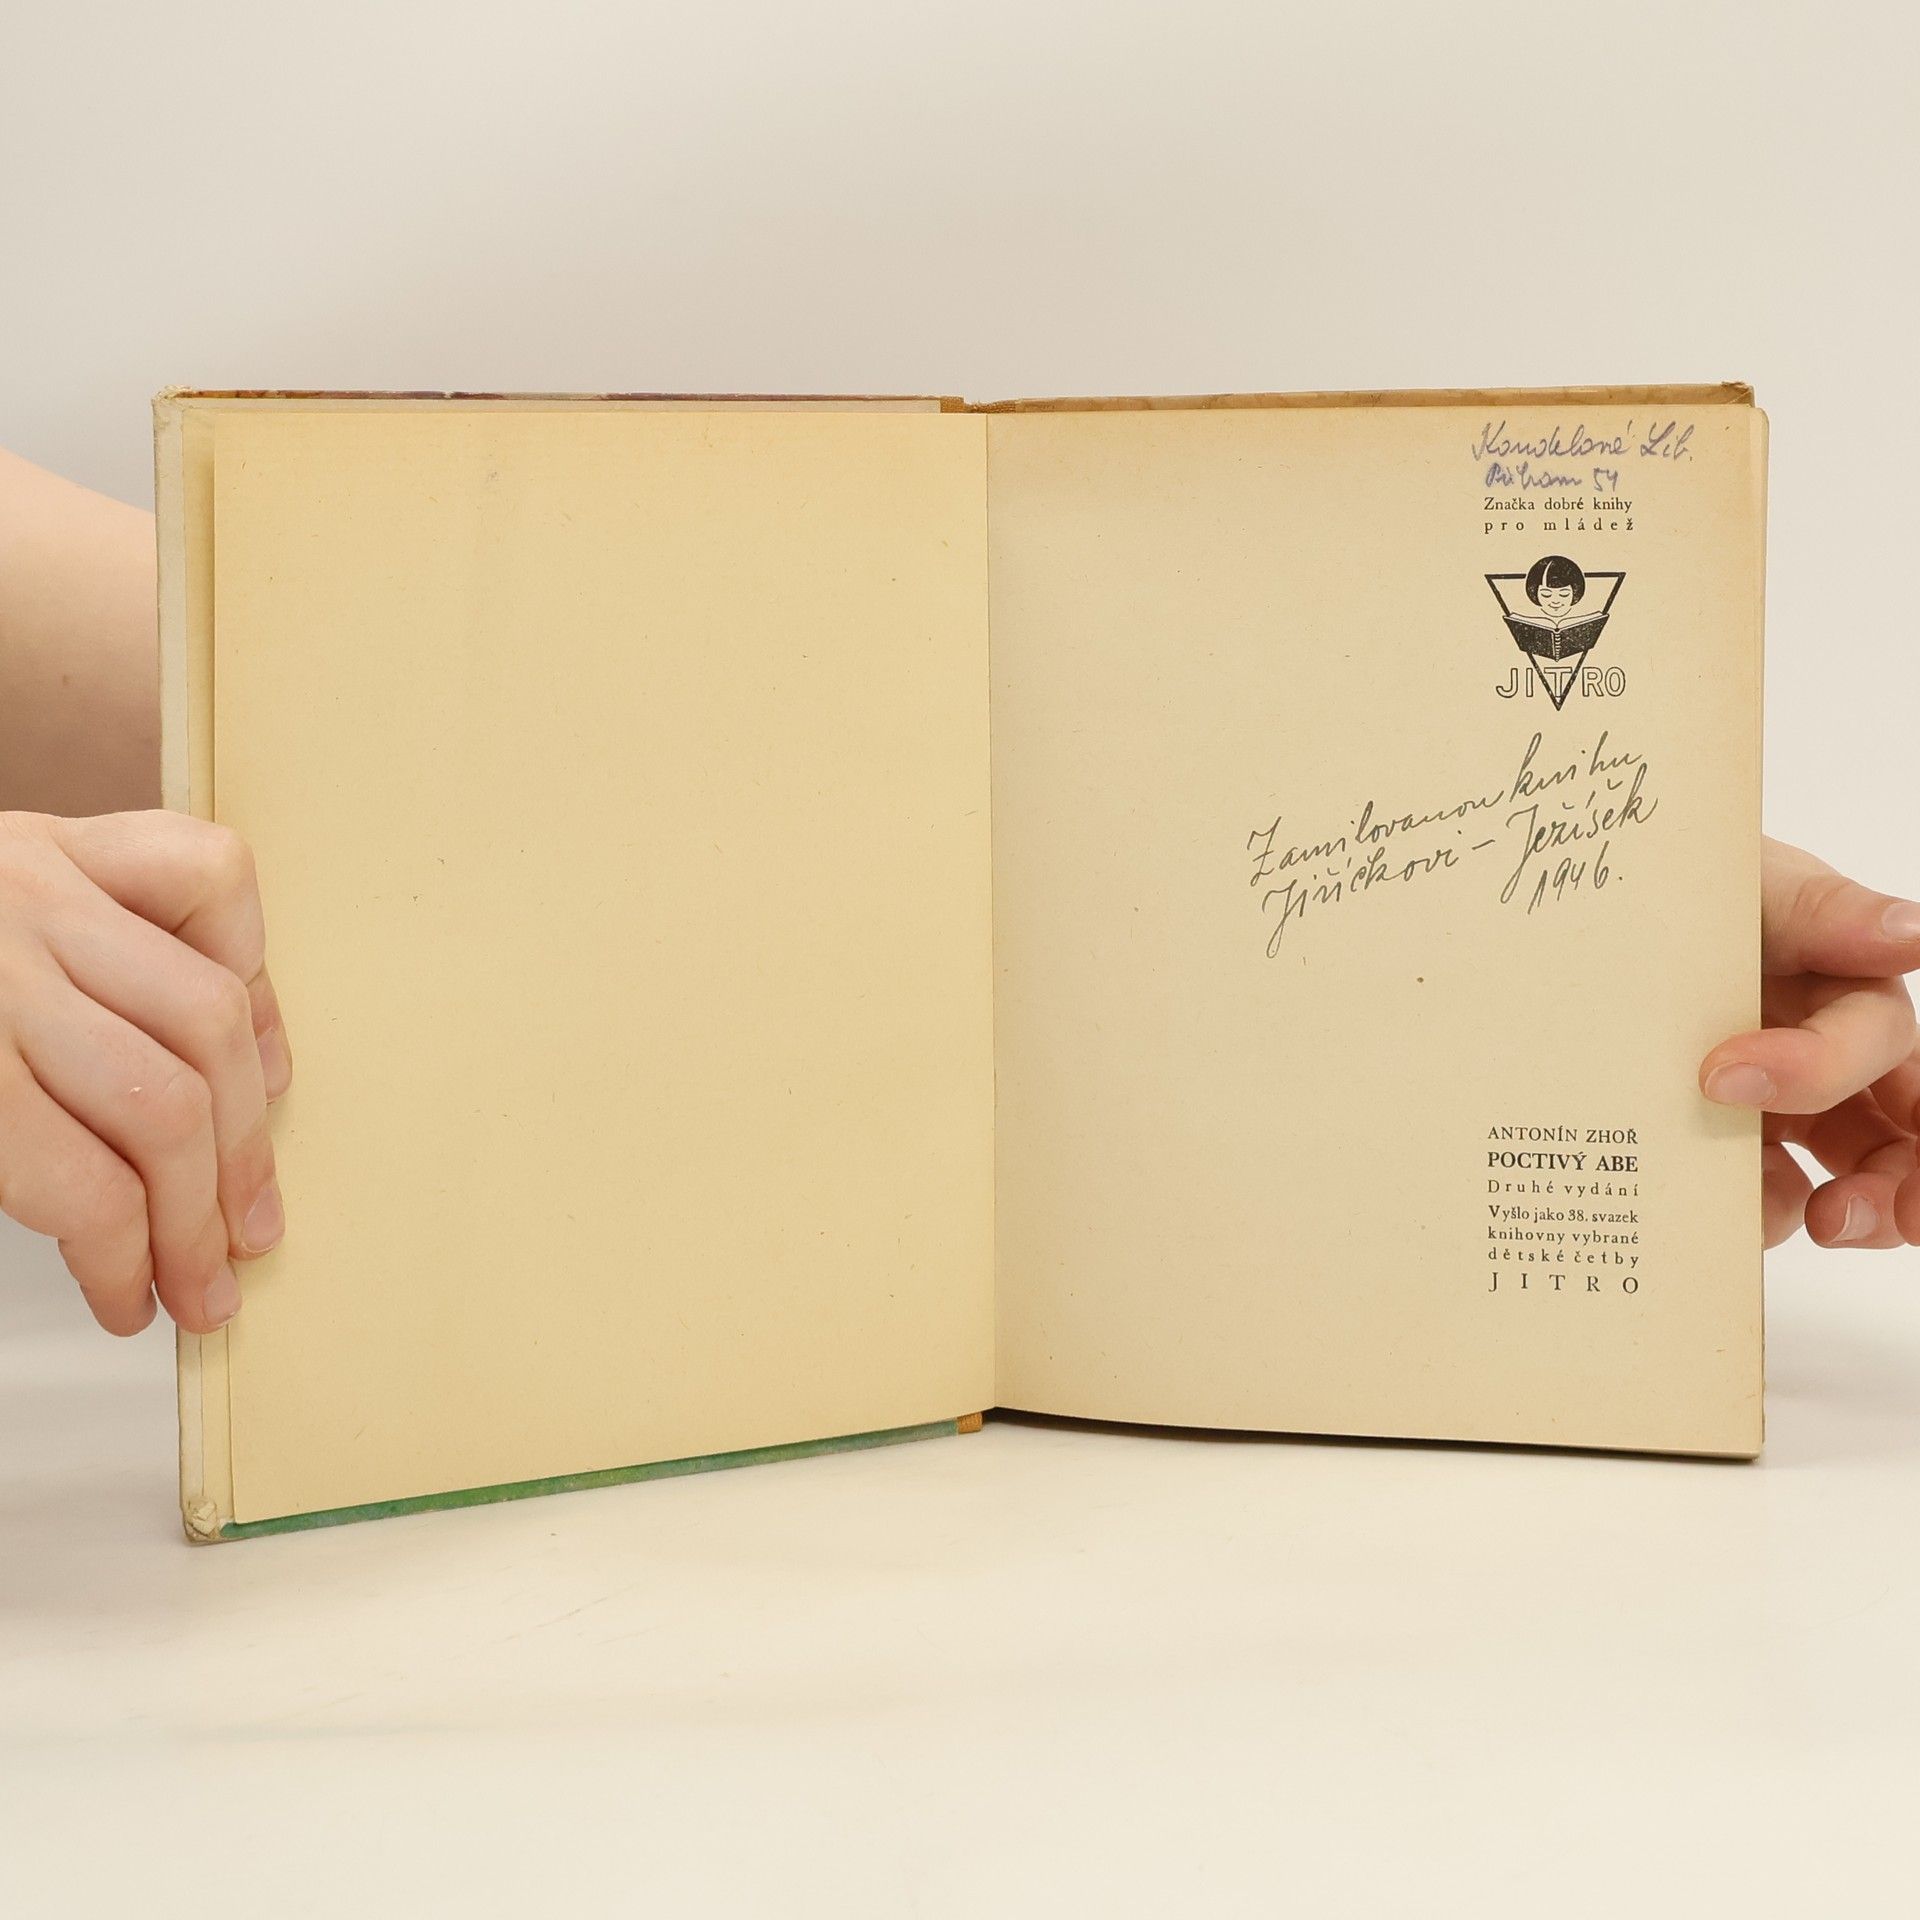 Koudelové Lib.
Příbram 54
Značka dobré knihy
pro mládež
JITRO
Zamilovanou knihu
Jiříčkovi – Ježíšek
1946.
ANTONÍN ZHOŘ
POCTIVÝ ABE
Druhé vydání
Vyšlo jako 38. svazek
knihovny vybrané
dětské četby
JITRO